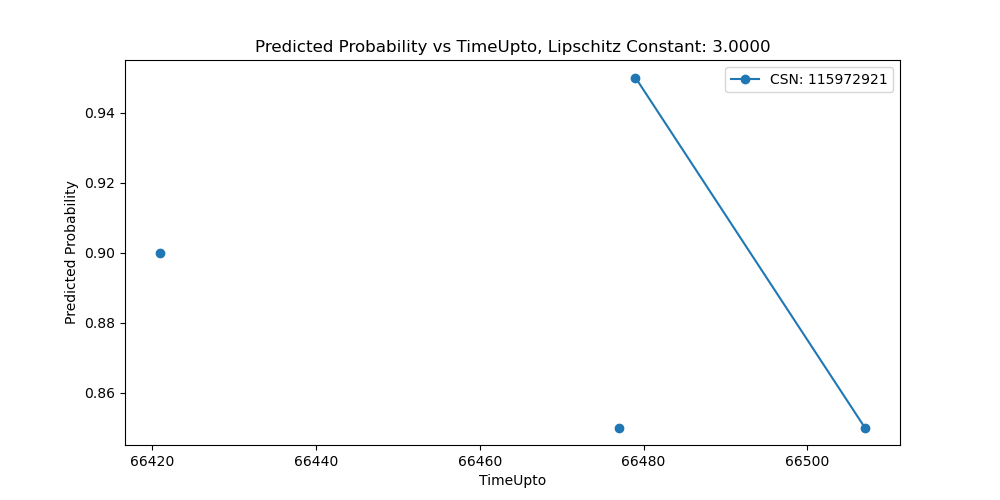 Predicted Probability vs TimeUpto, Lipschitz Constant: 3.0000
CSN: 115972921
Predicted Probability
0.94
0.92
0.90
0.88
0.86
66420 66440 66460 66480 66500
TimeUpto